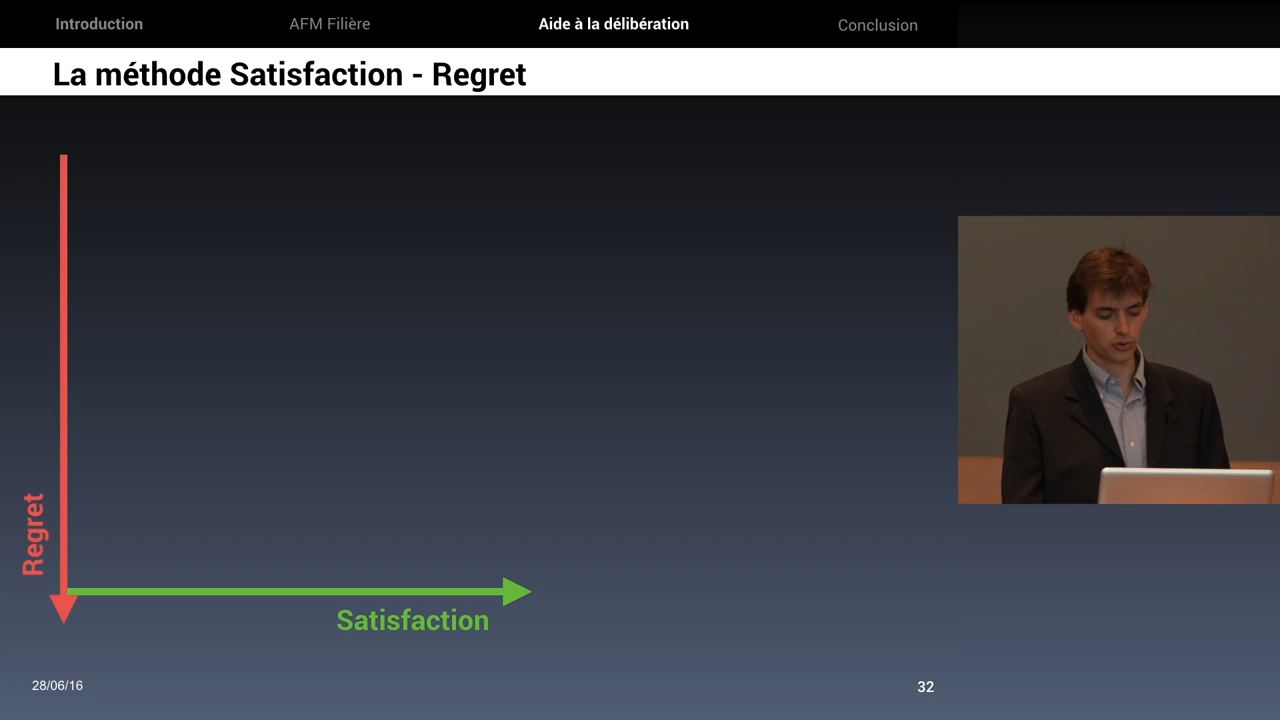 Introduction
AFM Filière
Aide à la délibération
Conclusion
La méthode Satisfaction - Regret
Regret
Satisfaction
28/06/16
32